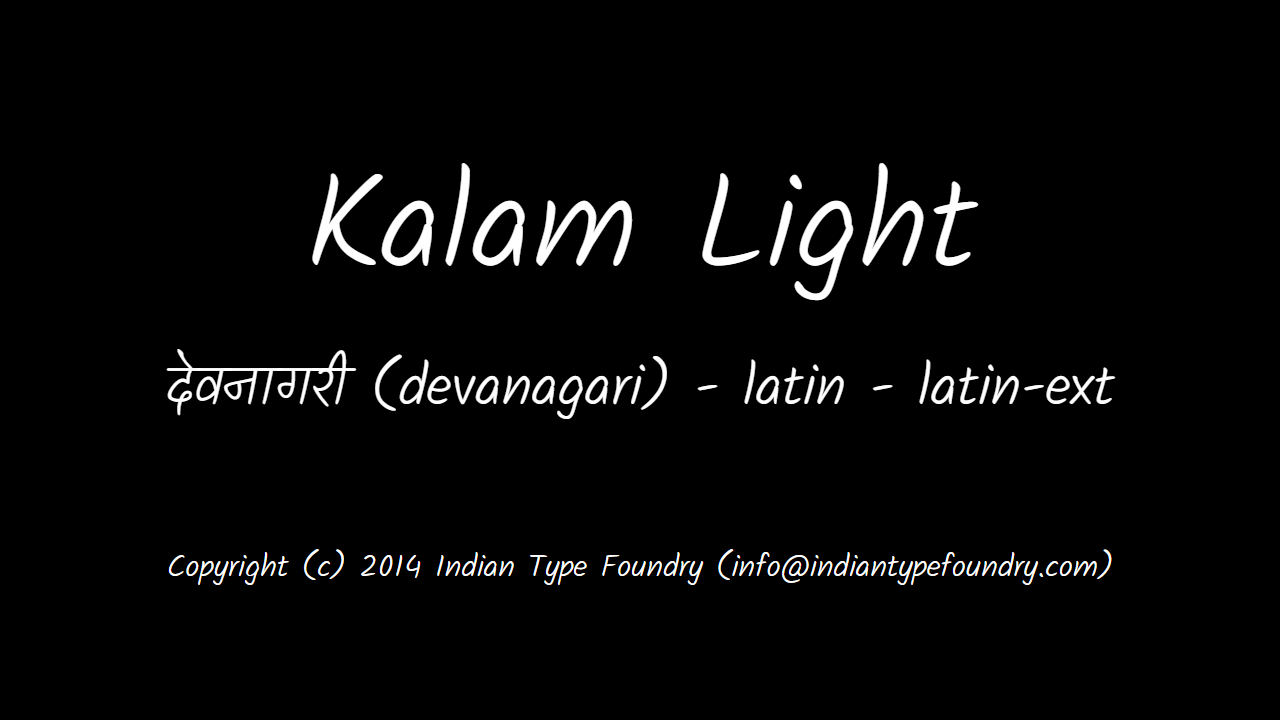 Kalam Light
देवनागरी (devanagari) - latin - latin-ext
Copyright (c) 2014 Indian Type Foundry (info@indiantypefoundry.com)